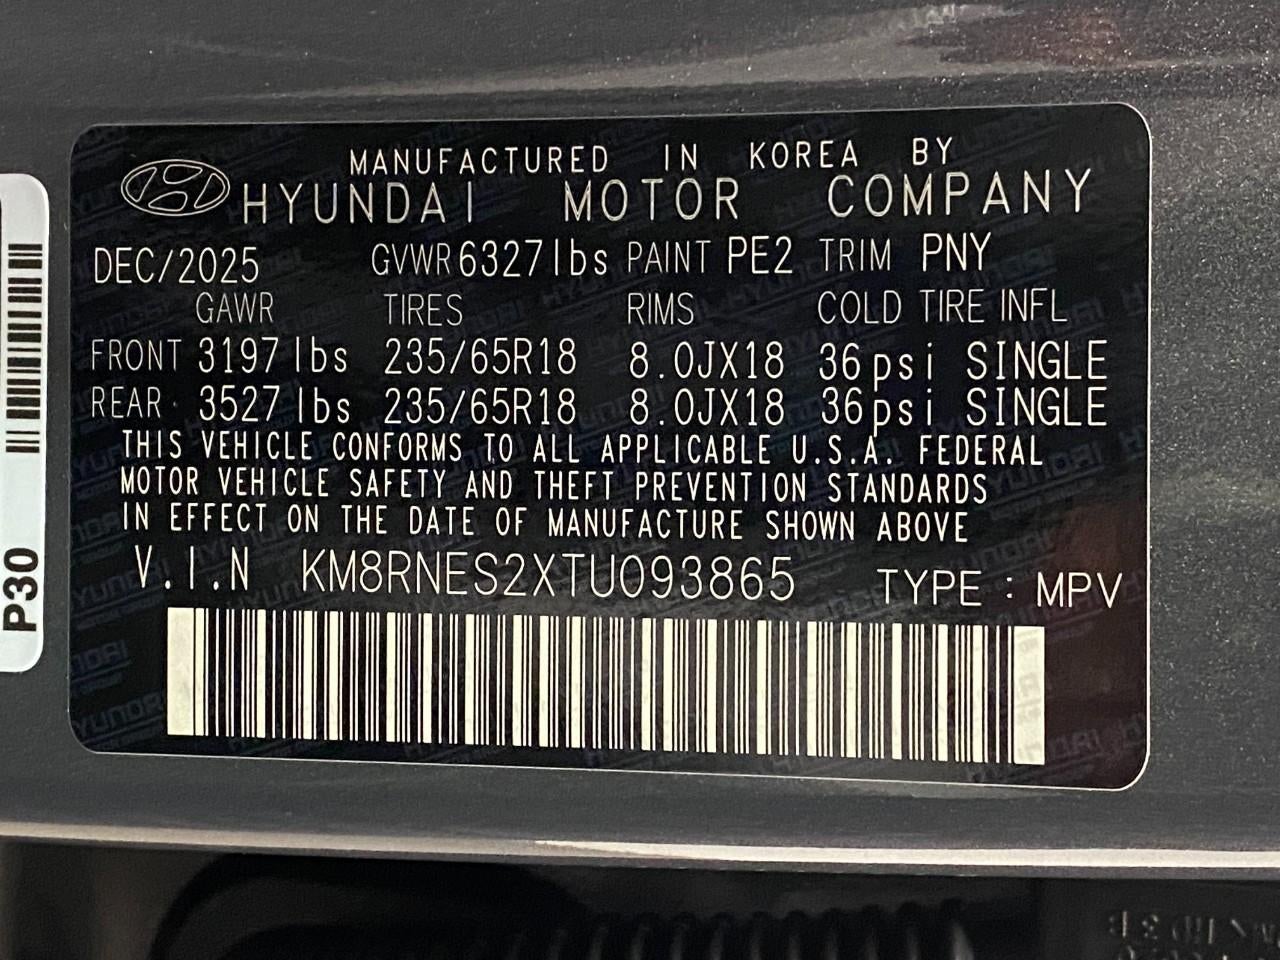 MANUFACTURED IN KOREA BY
HYUNDAI MOTOR COMPANY
DEC/2025 GVWR 6327lbs PAINT PE2 TRIM PNY
GAWR TIRES RIMS COLD TIRE INFL
FRONT 3197lbs 235/65R18 8.0JX18 36psi SINGLE
REAR 3527lbs 235/65R18 8.0JX18 36psi SINGLE
THIS VEHICLE CONFORMS TO ALL APPLICABLE U.S.A. FEDERAL
MOTOR VEHICLE SAFETY AND THEFT PREVENTION STANDARDS
IN EFFECT ON THE DATE OF MANUFACTURE SHOWN ABOVE
V.I.N KM8RNES2XTU093865 TYPE : MPV
P30